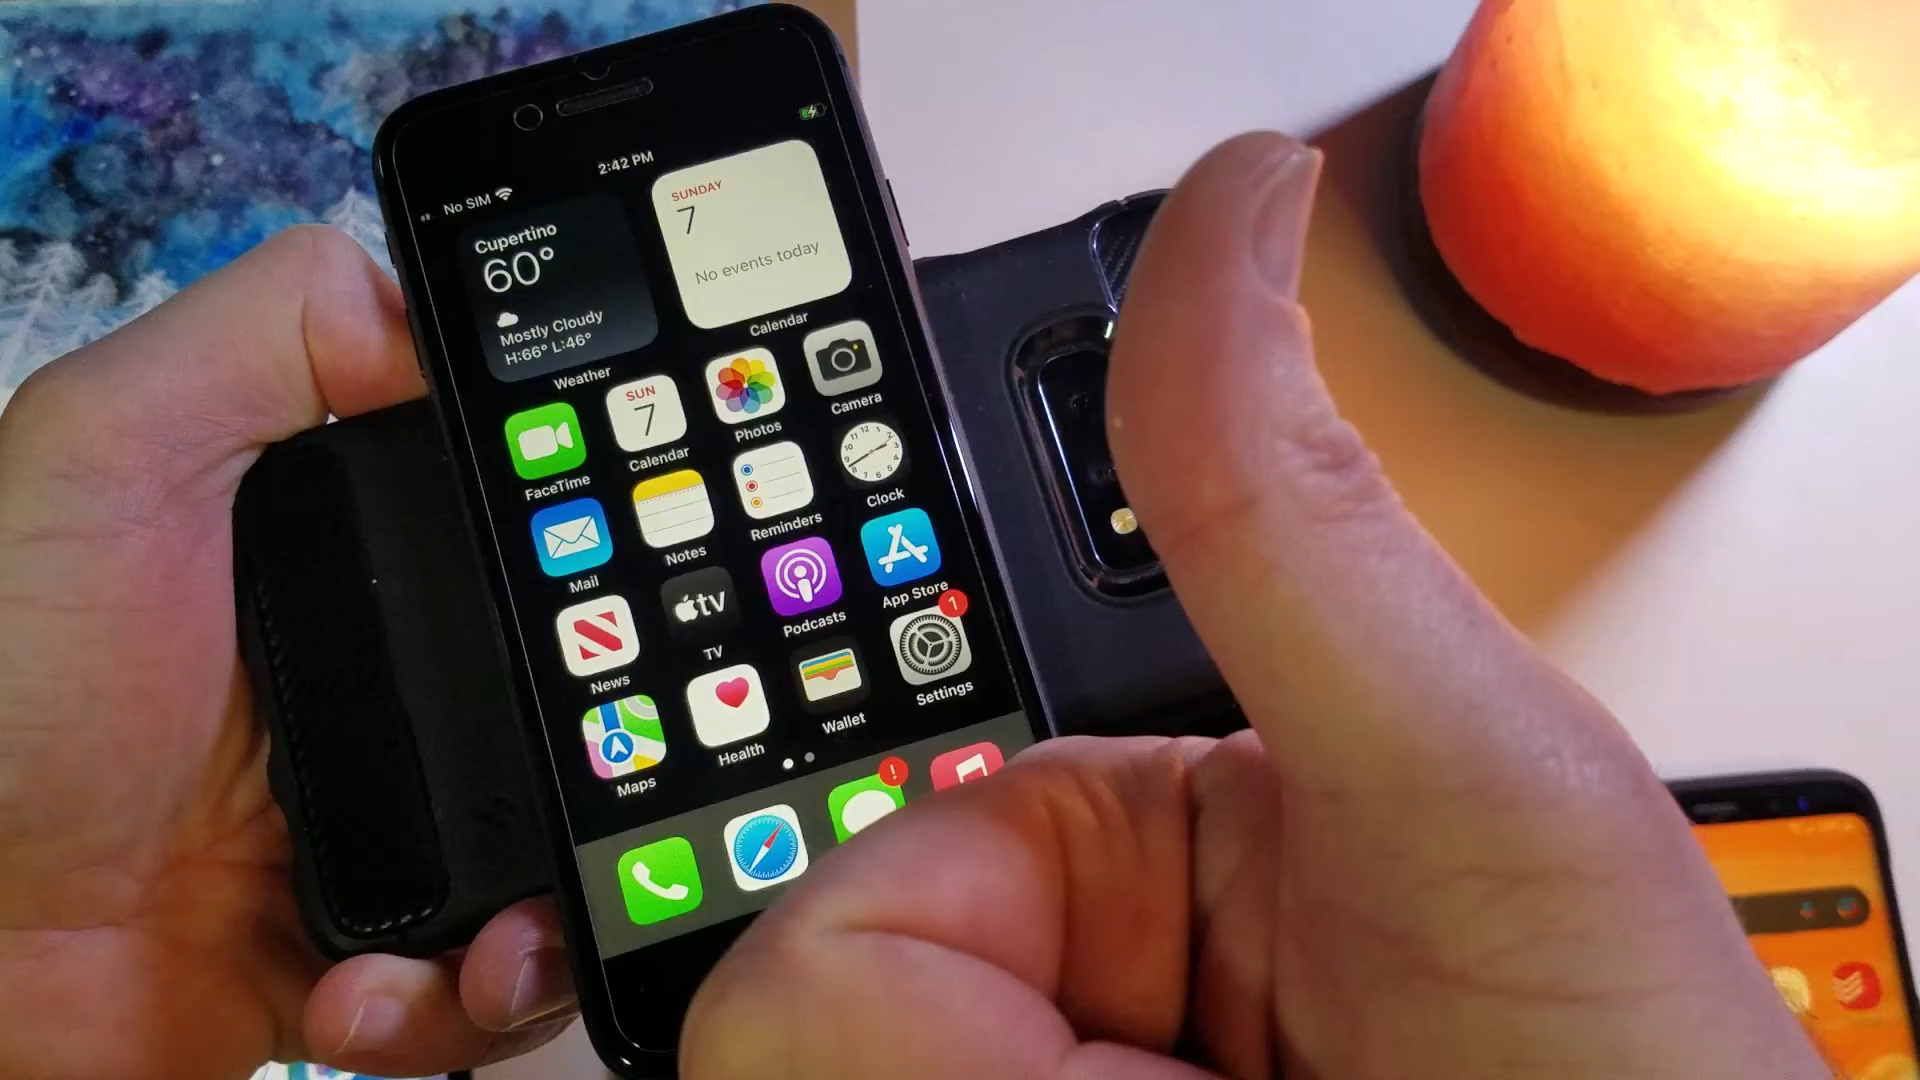 No SIM
2:42 PM
Cupertino
60°
Mostly Cloudy
H:66° L:46°
Weather
SUNDAY
7
No events today
Calendar
FaceTime
SUN
7
Calendar
Photos
Camera
Mail
Notes
Reminders
Clock
News
tv
TV
Podcasts
App Store
Maps
Health
Wallet
1
Settings
!